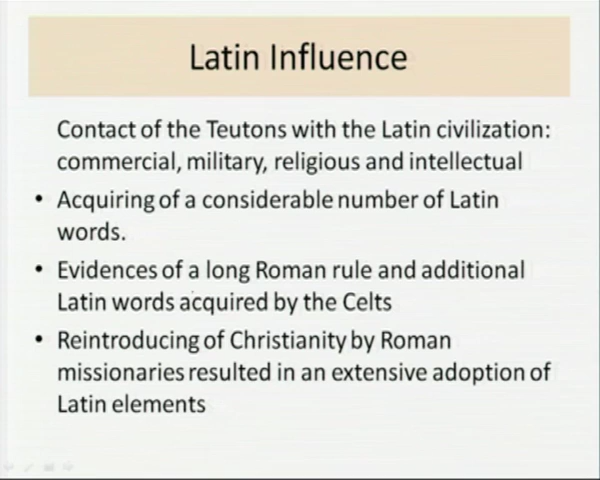 Latin Influence
Contact of the Teutons with the Latin civilization:
commercial, military, religious and intellectual
• Acquiring of a considerable number of Latin
words.
• Evidences of a long Roman rule and additional
Latin words acquired by the Celts
• Reintroducing of Christianity by Roman
missionaries resulted in an extensive adoption of
Latin elements